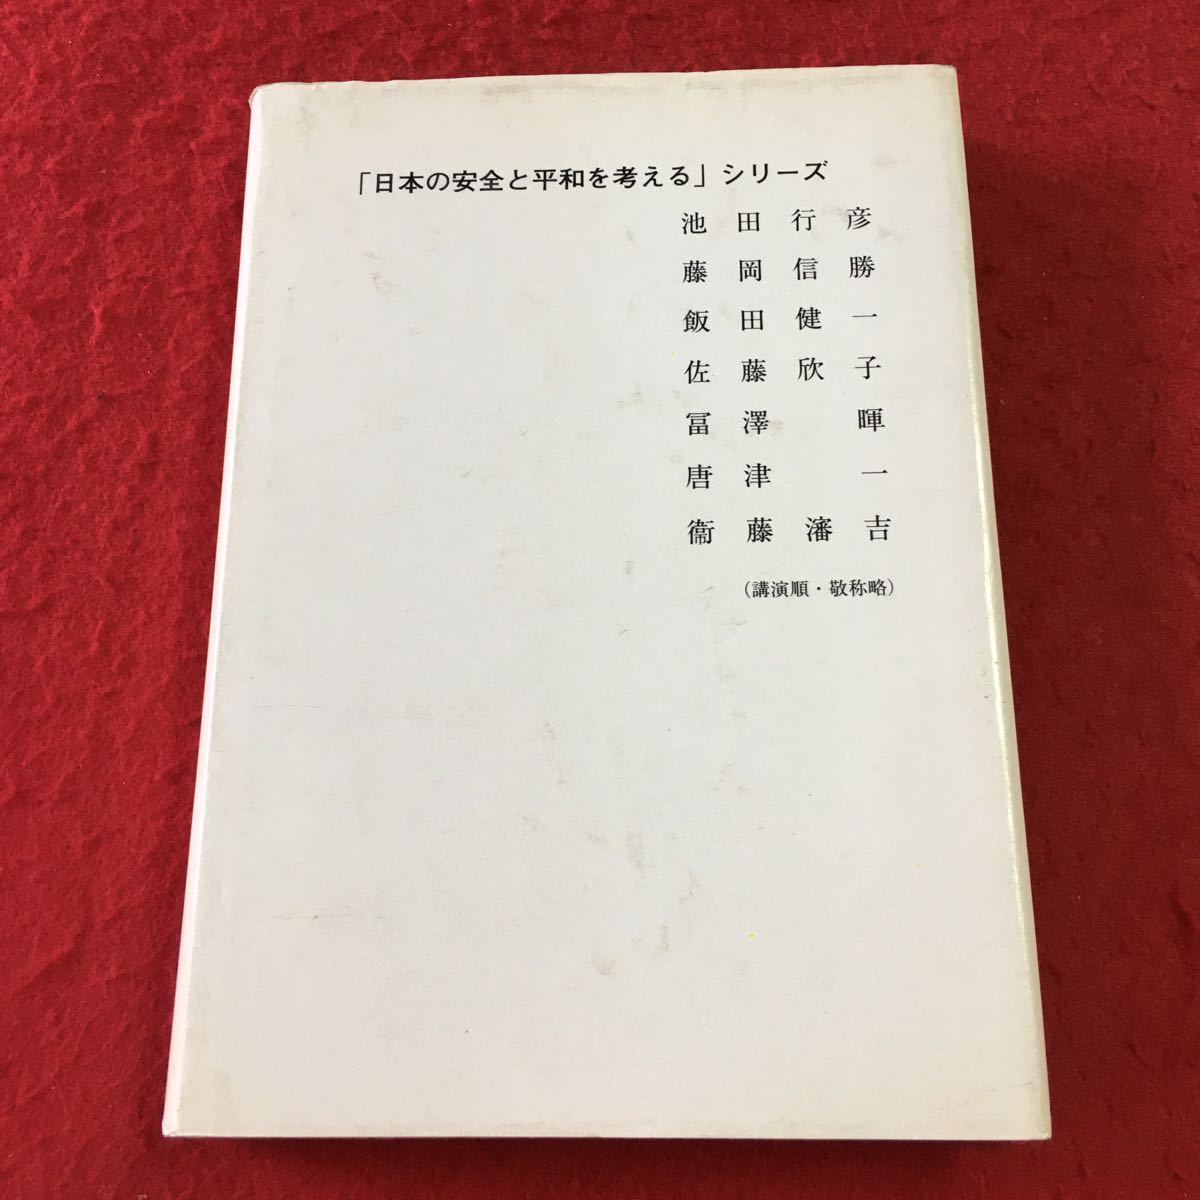 「日本の安全と平和を考える」シリーズ
池田行彦
藤岡信勝
飯田健一
佐藤欣子
冨澤暉
唐津一
衞藤瀋吉
(講演順・敬称略)